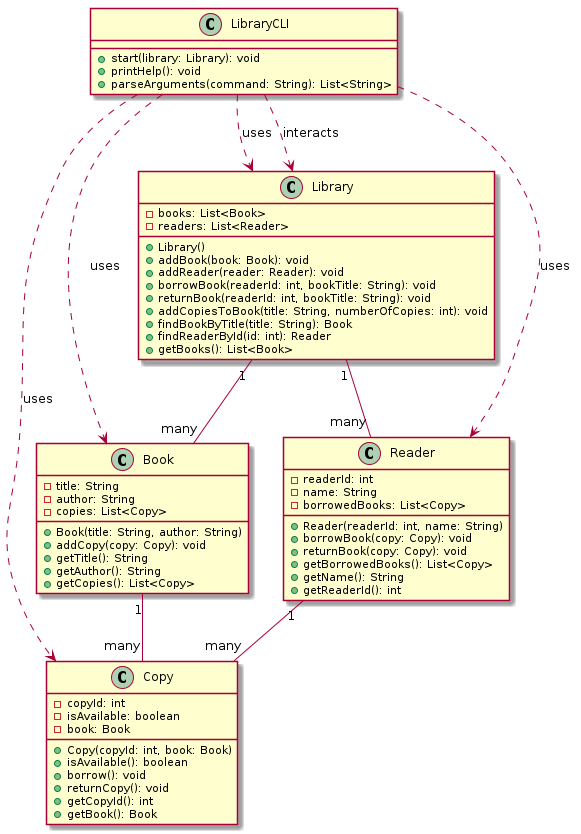 C LibraryCLI
start(library: Library): void
printHelp(): void
parseArguments(command: String): List<String>
uses
interacts
C Library
books: List<Book>
readers: List<Reader>
Library()
addBook(book: Book): void
addReader(reader: Reader): void
borrowBook(readerId: int, bookTitle: String): void
returnBook(readerId: int, bookTitle: String): void
addCopiesToBook(title: String, numberOfCopies: int): void
findBookByTitle(title: String): Book
findReaderById(id: int): Reader
getBooks(): List<Book>
uses
uses
uses
1
1
many
many
C Book
title: String
author: String
copies: List<Copy>
Book(title: String, author: String)
addCopy(copy: Copy): void
getTitle(): String
getAuthor(): String
getCopies(): List<Copy>
C Reader
readerId: int
name: String
borrowedBooks: List<Copy>
Reader(readerId: int, name: String)
borrowBook(copy: Copy): void
returnBook(copy: Copy): void
getBorrowedBooks(): List<Copy>
getName(): String
getReaderId(): int
1
1
many
many
C Copy
copyId: int
isAvailable: boolean
book: Book
Copy(copyId: int, book: Book)
isAvailable(): boolean
borrow(): void
returnCopy(): void
getCopyId(): int
getBook(): Book